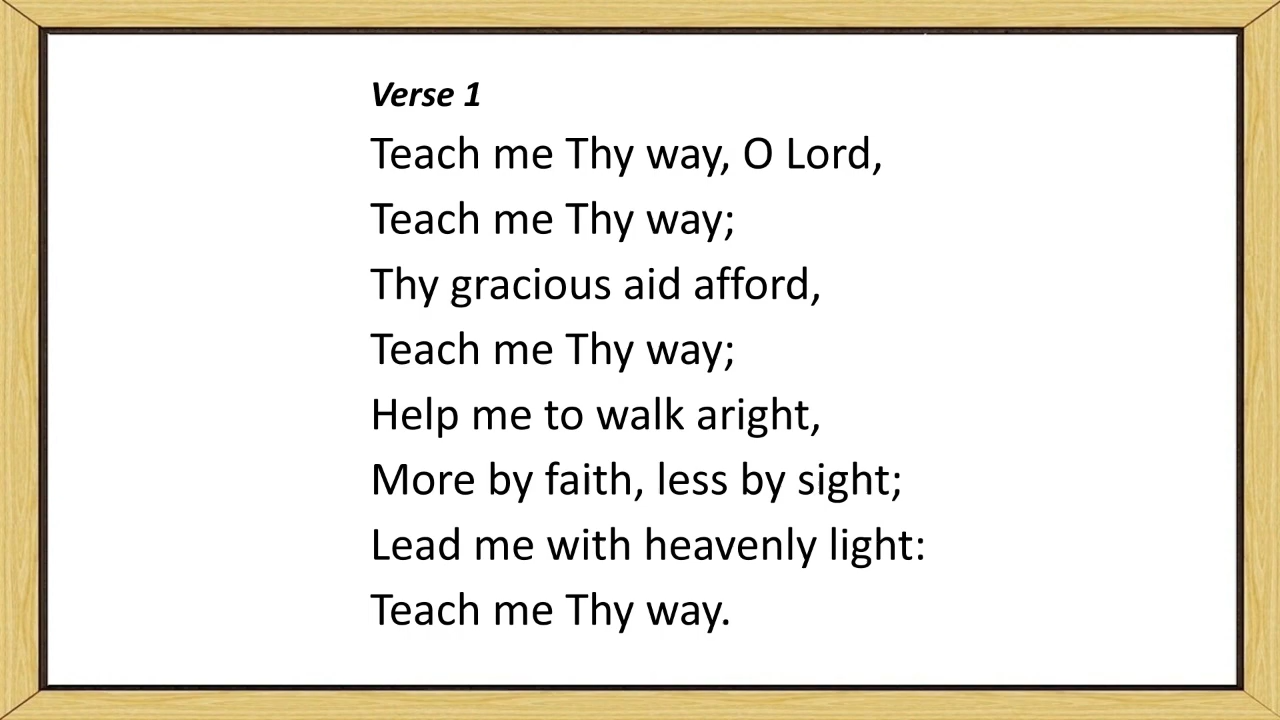 Verse 1
Teach me Thy way, O Lord,
Teach me Thy way;
Thy gracious aid afford,
Teach me Thy way;
Help me to walk aright,
More by faith, less by sight;
Lead me with heavenly light:
Teach me Thy way.